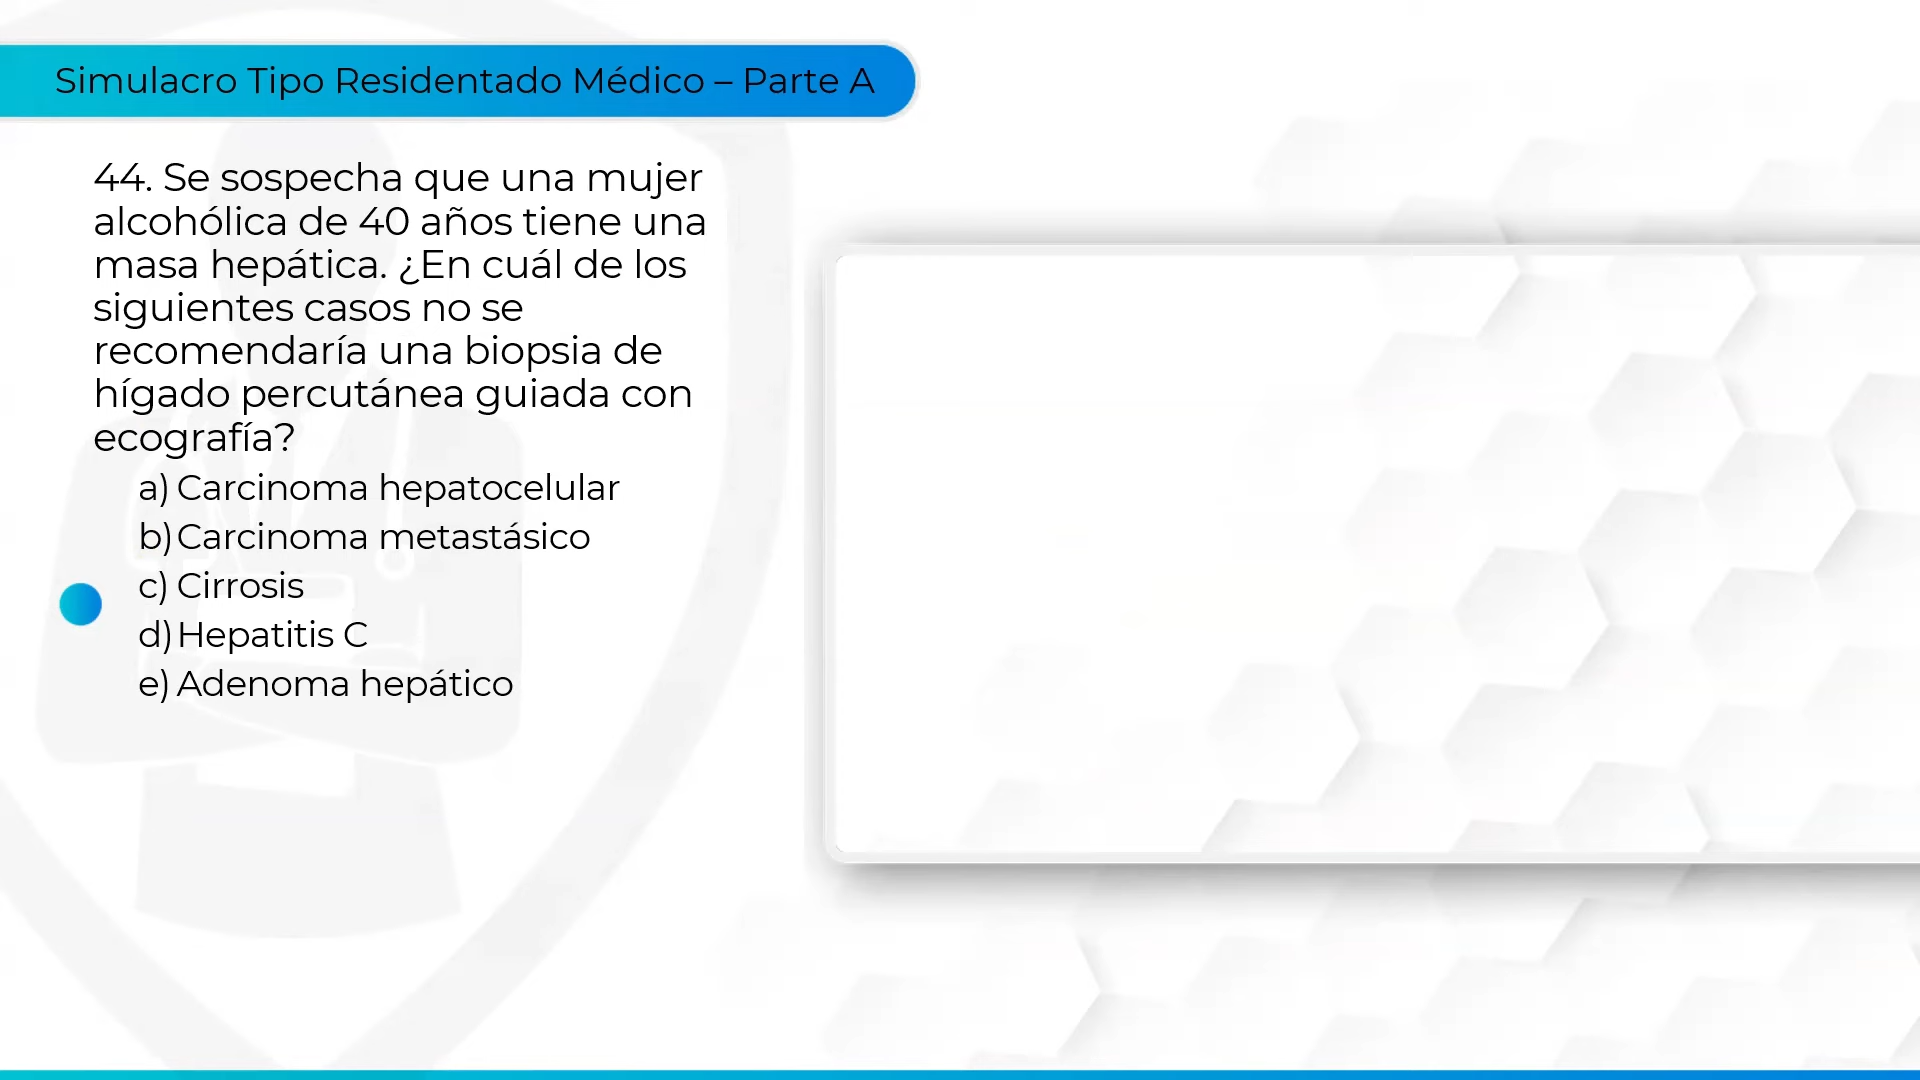 Simulacro Tipo Residentado Médico – Parte A
44. Se sospecha que una mujer
alcohólica de 40 años tiene una
masa hepática. ¿En cuál de los
siguientes casos no se
recomendaría una biopsia de
hígado percutánea guiada con
ecografía?
a) Carcinoma hepatocelular
b) Carcinoma metastásico
c) Cirrosis
d) Hepatitis C
e) Adenoma hepático